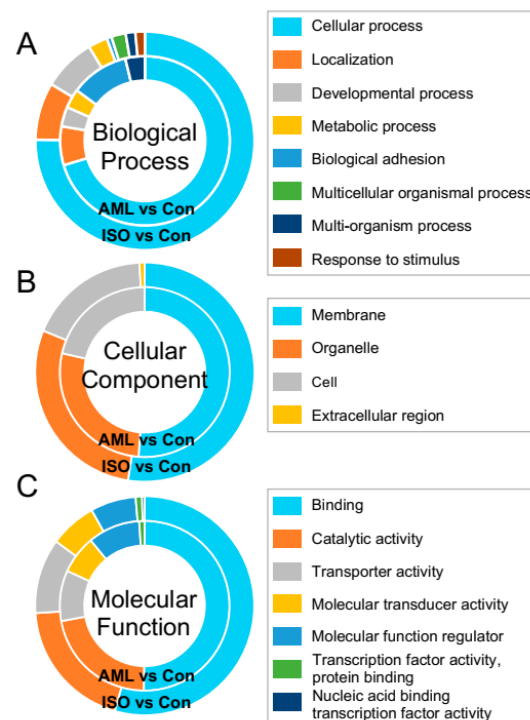 A
Biological
Process
AML vs Con
ISO vs Con
Cellular process
Localization
Developmental process
Metabolic process
Biological adhesion
Multicellular organismal process
Multi-organism process
Response to stimulus
B
Cellular
Component
AML vs Con
ISO vs Con
Membrane
Organelle
Cell
Extracellular region
C
Molecular
Function
AML vs Con
ISO vs Con
Binding
Catalytic activity
Transporter activity
Molecular transducer activity
Molecular function regulator
Transcription factor activity,
protein binding
Nucleic acid binding
transcription factor activity